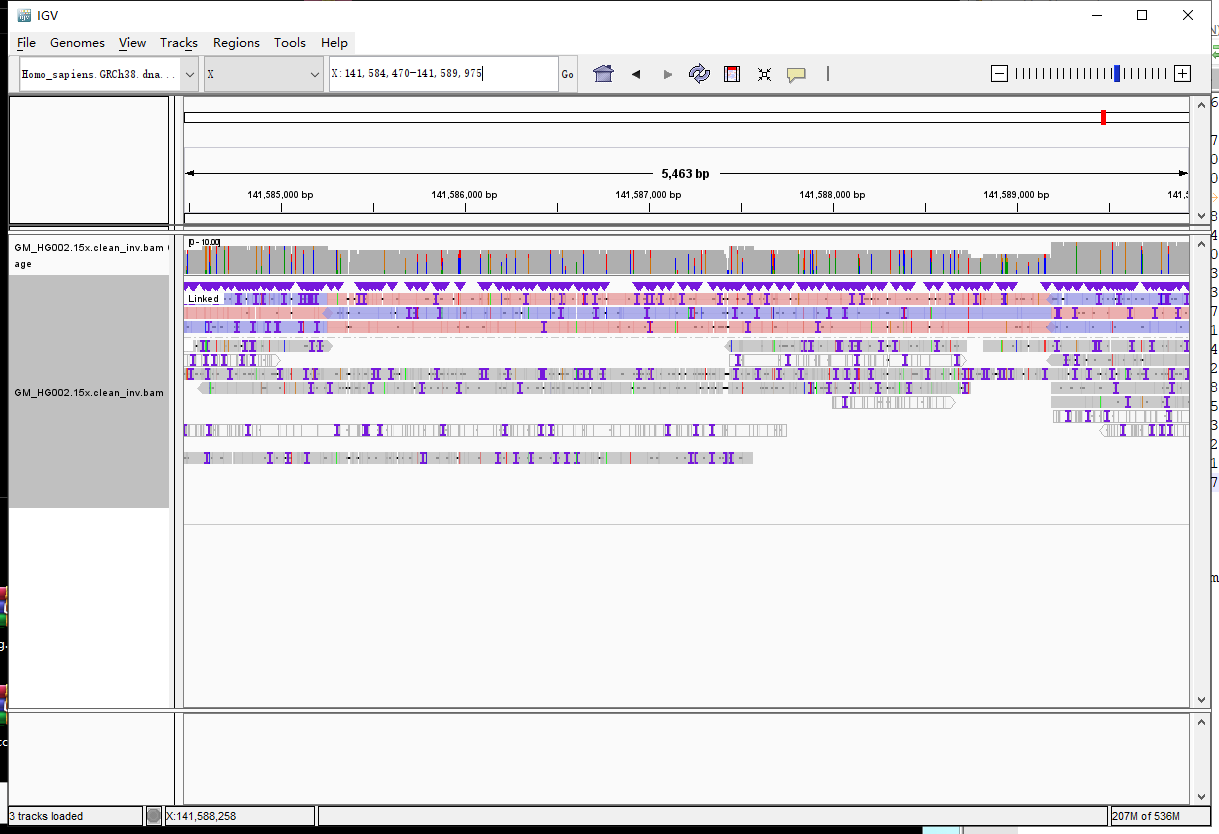 IGV
File Genomes View Tracks Regions Tools Help
Homo_sapiens.GRCh38.dna... X X:141,584,470-141,589,975 Go
5,463 bp
141,585,000 bp 141,586,000 bp 141,587,000 bp 141,588,000 bp 141,589,000 bp 141,5
GM_HG002.15x.clean_inv.bam
age
[0 - 10.00]
Linked
GM_HG002.15x.clean_inv.bam
3 tracks loaded X:141,588,258 207M of 536M